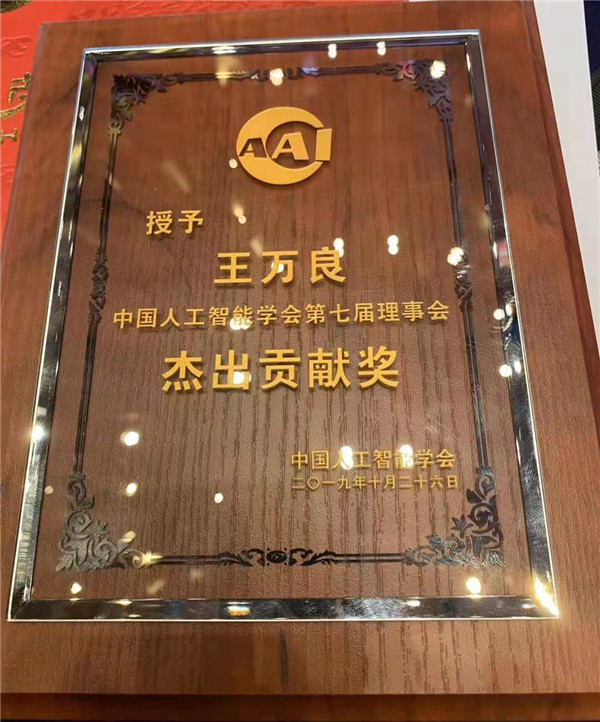 CAAI
授予
王万良
中国人工智能学会第七届理事会
杰出贡献奖
中国人工智能学会
二〇一九年十月二十六日